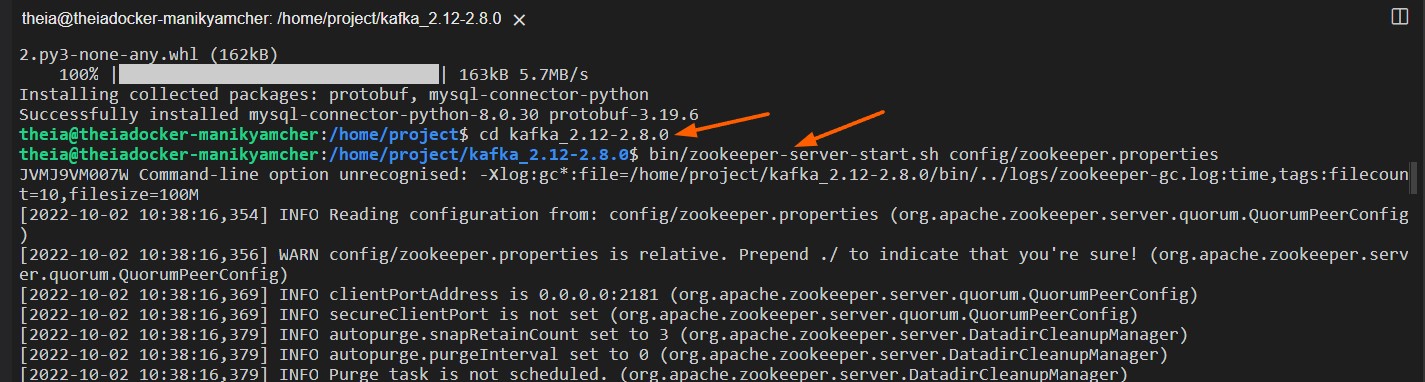 theia@theiadocker-manikyamcher: /home/project/kafka_2.12-2.8.0 ×
2.py3-none-any.whl (162kB)
100% |████████████████████████████████| 163kB 5.7MB/s
Installing collected packages: protobuf, mysql-connector-python
Successfully installed mysql-connector-python-8.0.30 protobuf-3.19.6
theia@theiadocker-manikyamcher:/home/project$ cd kafka_2.12-2.8.0
theia@theiadocker-manikyamcher:/home/project/kafka_2.12-2.8.0$ bin/zookeeper-server-start.sh config/zookeeper.properties
JVMJ9VM007W Command-line option unrecognised: -Xlog:gc*:file=/home/project/kafka_2.12-2.8.0/bin/../logs/zookeeper-gc.log:time,tags:filecoun
t=10,filesize=100M
[2022-10-02 10:38:16,354] INFO Reading configuration from: config/zookeeper.properties (org.apache.zookeeper.server.quorum.QuorumPeerConfig
)
[2022-10-02 10:38:16,356] WARN config/zookeeper.properties is relative. Prepend ./ to indicate that you're sure! (org.apache.zookeeper.serv
er.quorum.QuorumPeerConfig)
[2022-10-02 10:38:16,369] INFO clientPortAddress is 0.0.0.0:2181 (org.apache.zookeeper.server.quorum.QuorumPeerConfig)
[2022-10-02 10:38:16,369] INFO secureClientPort is not set (org.apache.zookeeper.server.quorum.QuorumPeerConfig)
[2022-10-02 10:38:16,379] INFO autopurge.snapRetainCount set to 3 (org.apache.zookeeper.server.DatadirCleanupManager)
[2022-10-02 10:38:16,379] INFO autopurge.purgeInterval set to 0 (org.apache.zookeeper.server.DatadirCleanupManager)
[2022-10-02 10:38:16,379] INFO Purge task is not scheduled. (org.apache.zookeeper.server.DatadirCleanupManager)